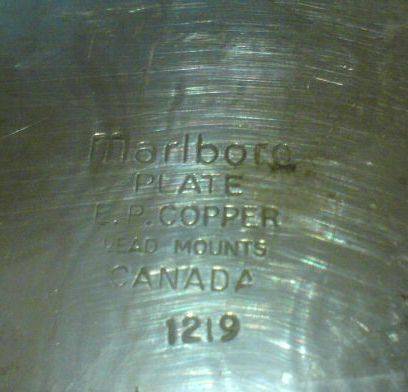 Marlboro
PLATE
E.P. COPPER
LEAD MOUNTS
CANADA
1219